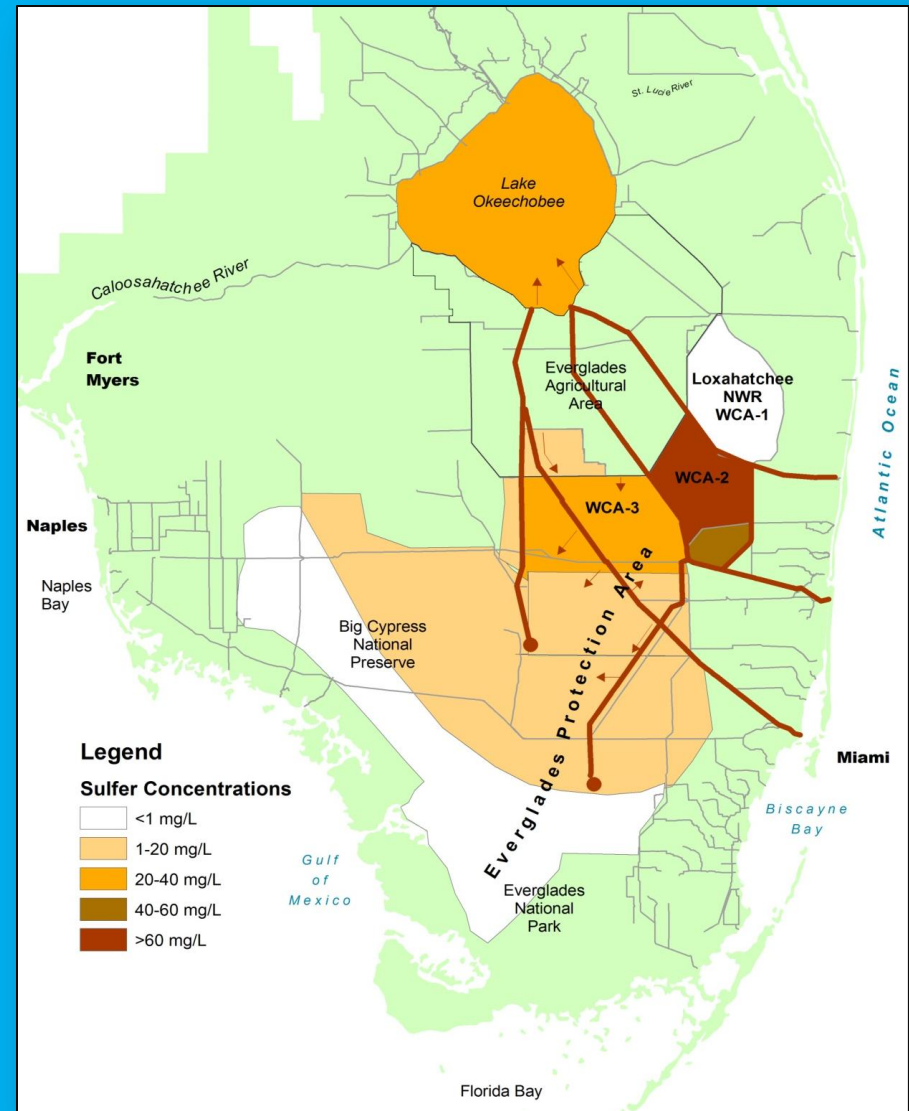 St. Lucie River
Lake
Okeechobee
Caloosahatchee River
Fort
Myers
Everglades
Agricultural
Area
Loxahatchee
NWR
WCA-1
Atlantic Ocean
WCA-2
WCA-3
Naples
Naples
Bay
Big Cypress
National
Preserve
Everglades Protection Area
Legend
Sulfer Concentrations
<1 mg/L
1-20 mg/L
20-40 mg/L
40-60 mg/L
>60 mg/L
Miami
Biscayne
Bay
Gulf
of
Mexico
Everglades
National
Park
Florida Bay